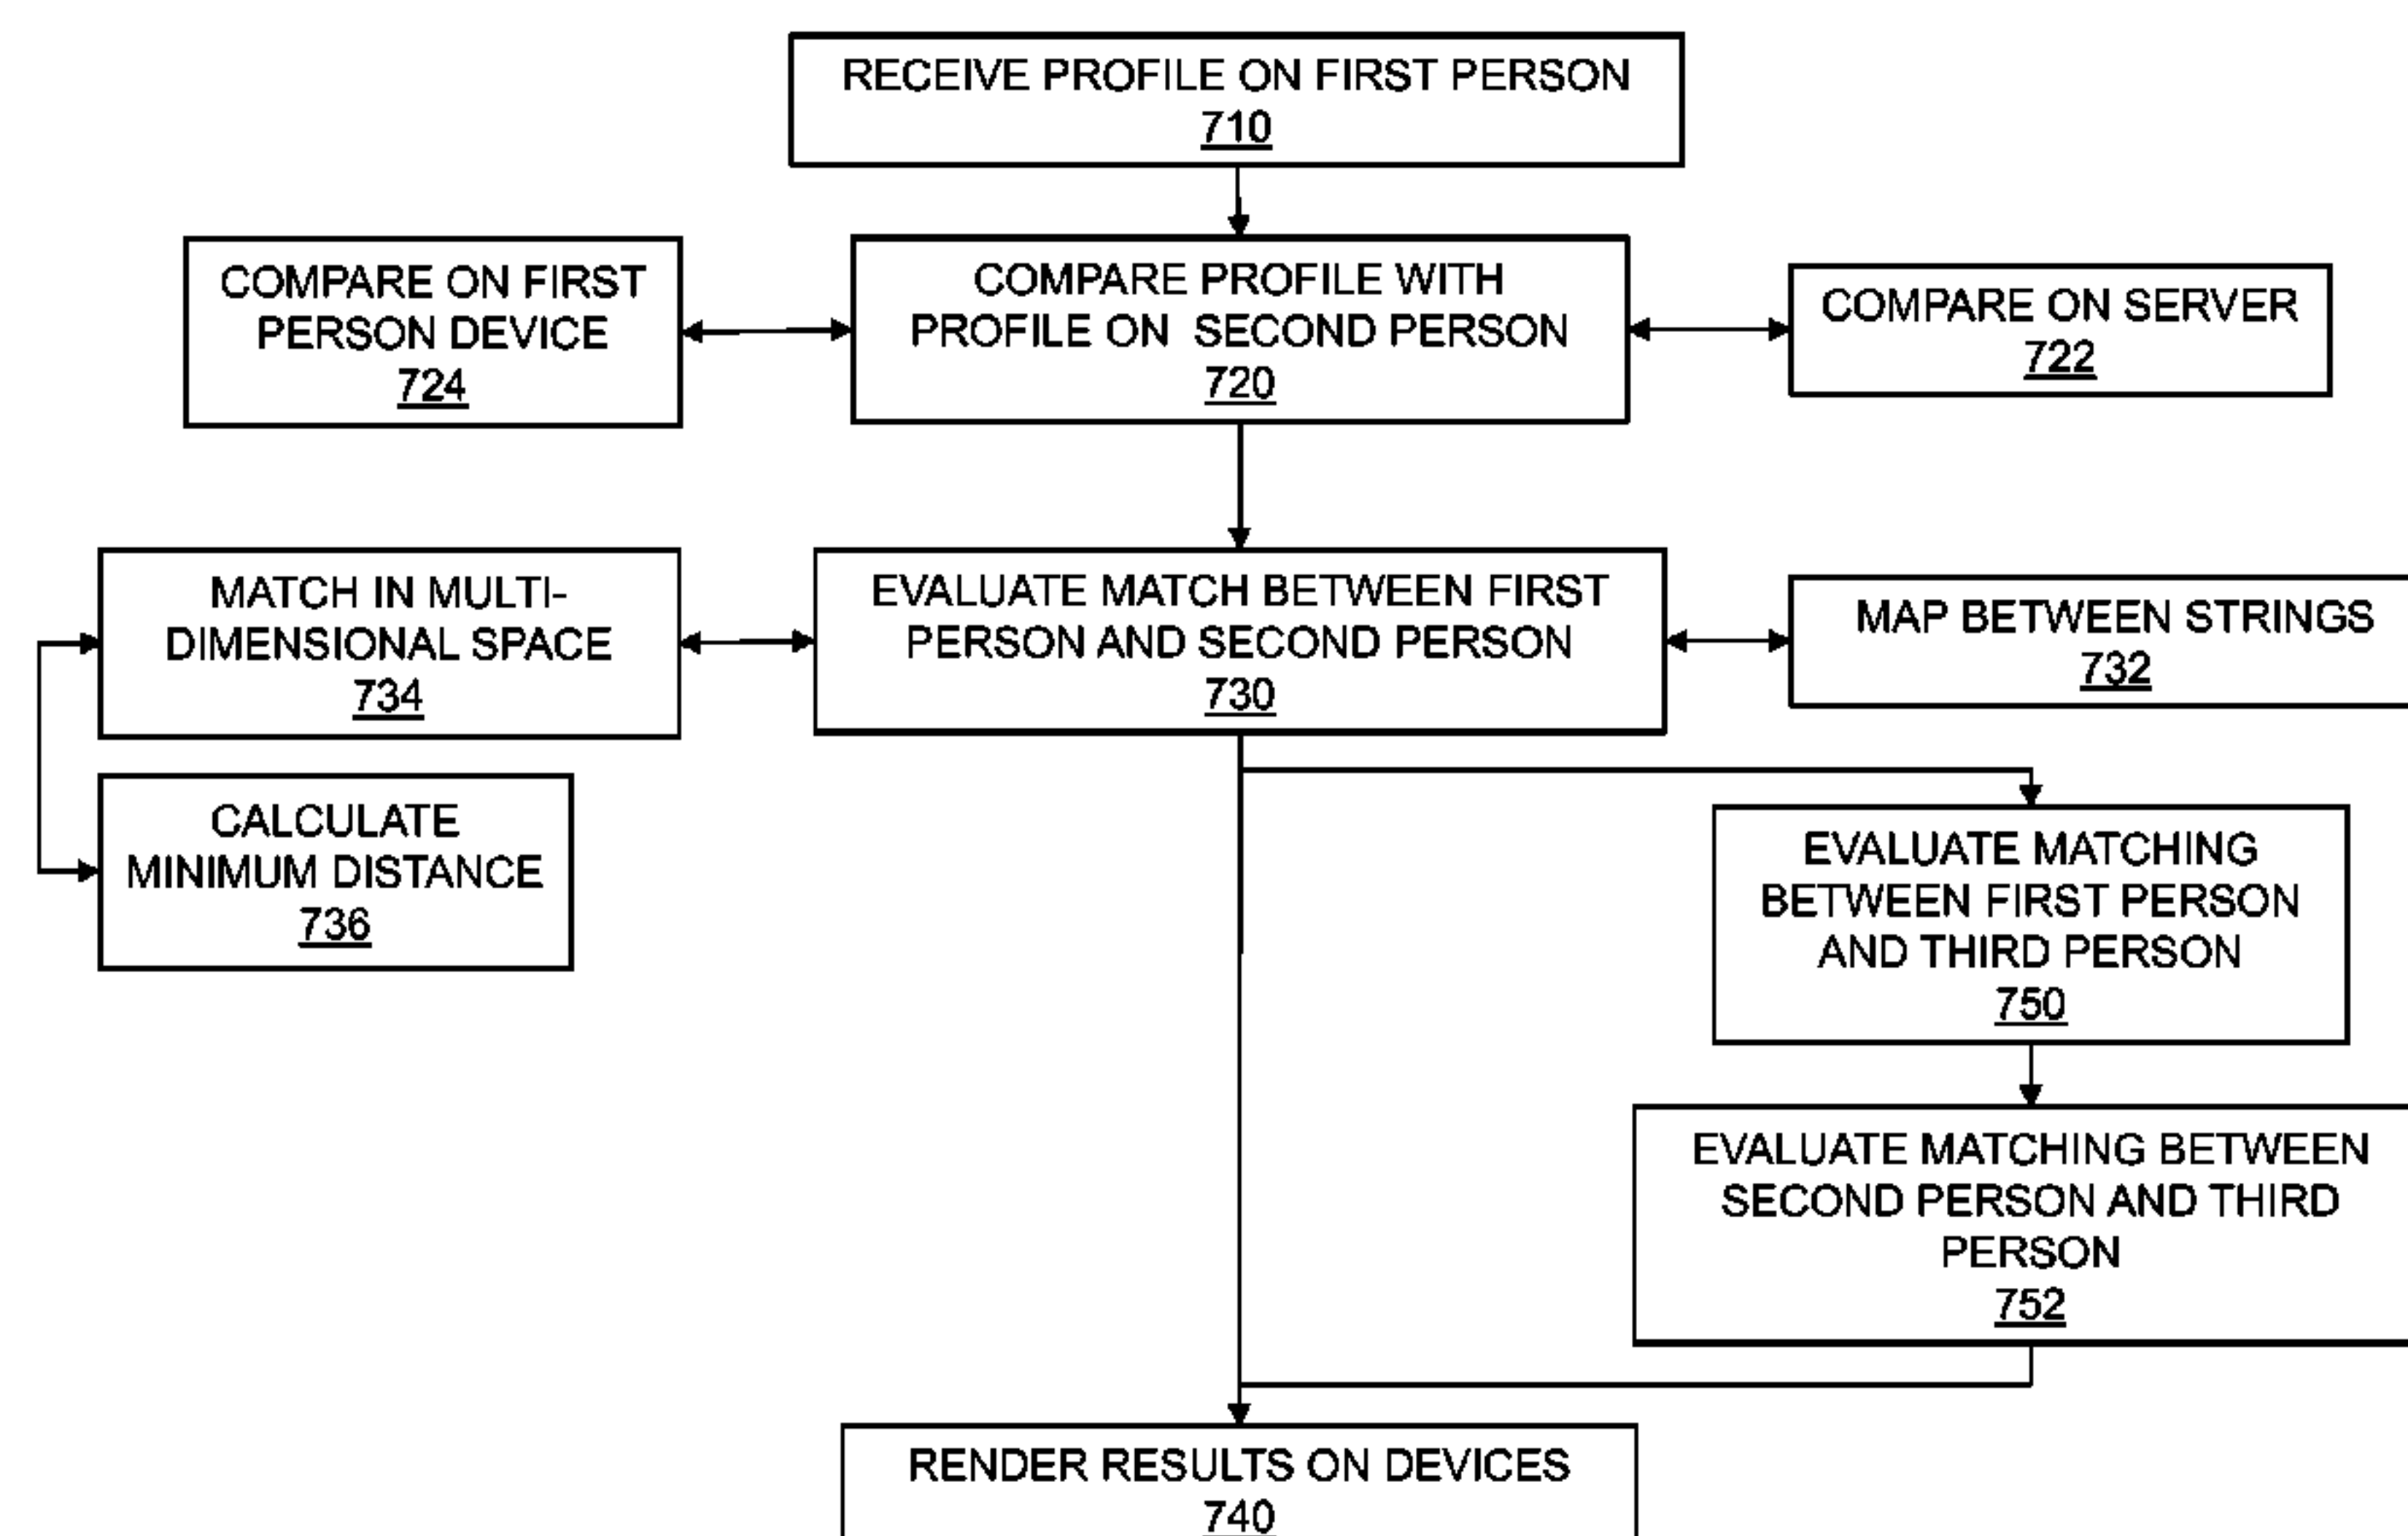 RECEIVE PROFILE ON FIRST PERSON
710
COMPARE ON FIRST
PERSON DEVICE
724
COMPARE PROFILE WITH
PROFILE ON SECOND PERSON
720
COMPARE ON SERVER
722
MATCH IN MULTI-
DIMENSIONAL SPACE
734
EVALUATE MATCH BETWEEN FIRST
PERSON AND SECOND PERSON
730
MAP BETWEEN STRINGS
732
CALCULATE
MINIMUM DISTANCE
736
EVALUATE MATCHING
BETWEEN FIRST PERSON
AND THIRD PERSON
750
EVALUATE MATCHING BETWEEN
SECOND PERSON AND THIRD
PERSON
752
RENDER RESULTS ON DEVICES
740